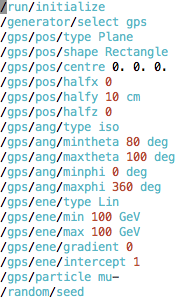 /run/initialize
/generator/select gps
/gps/pos/type Plane
/gps/pos/shape Rectangle
/gps/pos/centre 0. 0. 0.
/gps/pos/halfx 0
/gps/pos/halfy 10 cm
/gps/pos/halfz 0
/gps/ang/type iso
/gps/ang/mintheta 80 deg
/gps/ang/maxtheta 100 deg
/gps/ang/minphi 0 deg
/gps/ang/maxphi 360 deg
/gps/ene/type Lin
/gps/ene/min 100 GeV
/gps/ene/max 100 GeV
/gps/ene/gradient 0
/gps/ene/intercept 1
/gps/particle mu-
/random/seed